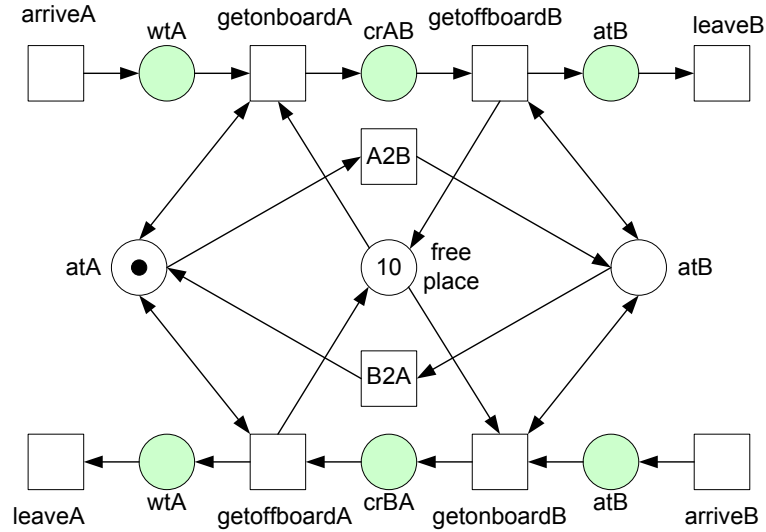 arriveA
wtA
getonboardA
crAB
getoffboardB
atB
leaveB
A2B
atA
10
free
place
atB
B2A
leaveA
wtA
getoffboardA
crBA
getonboardB
atB
arriveB